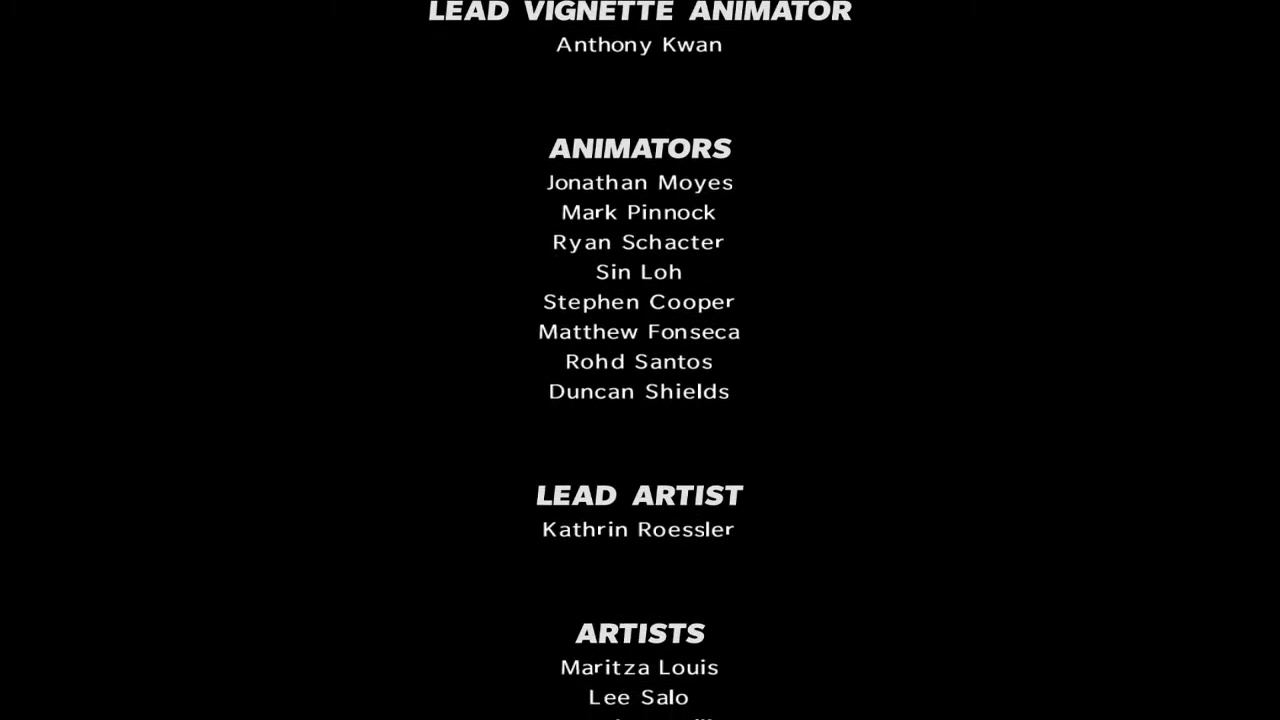 LEAD VIGNETTE ANIMATOR
Anthony Kwan
ANIMATORS
Jonathan Moyes
Mark Pinnock
Ryan Schacter
Sin Loh
Stephen Cooper
Matthew Fonseca
Rohd Santos
Duncan Shields
LEAD ARTIST
Kathrin Roessler
ARTISTS
Maritza Louis
Lee Salo